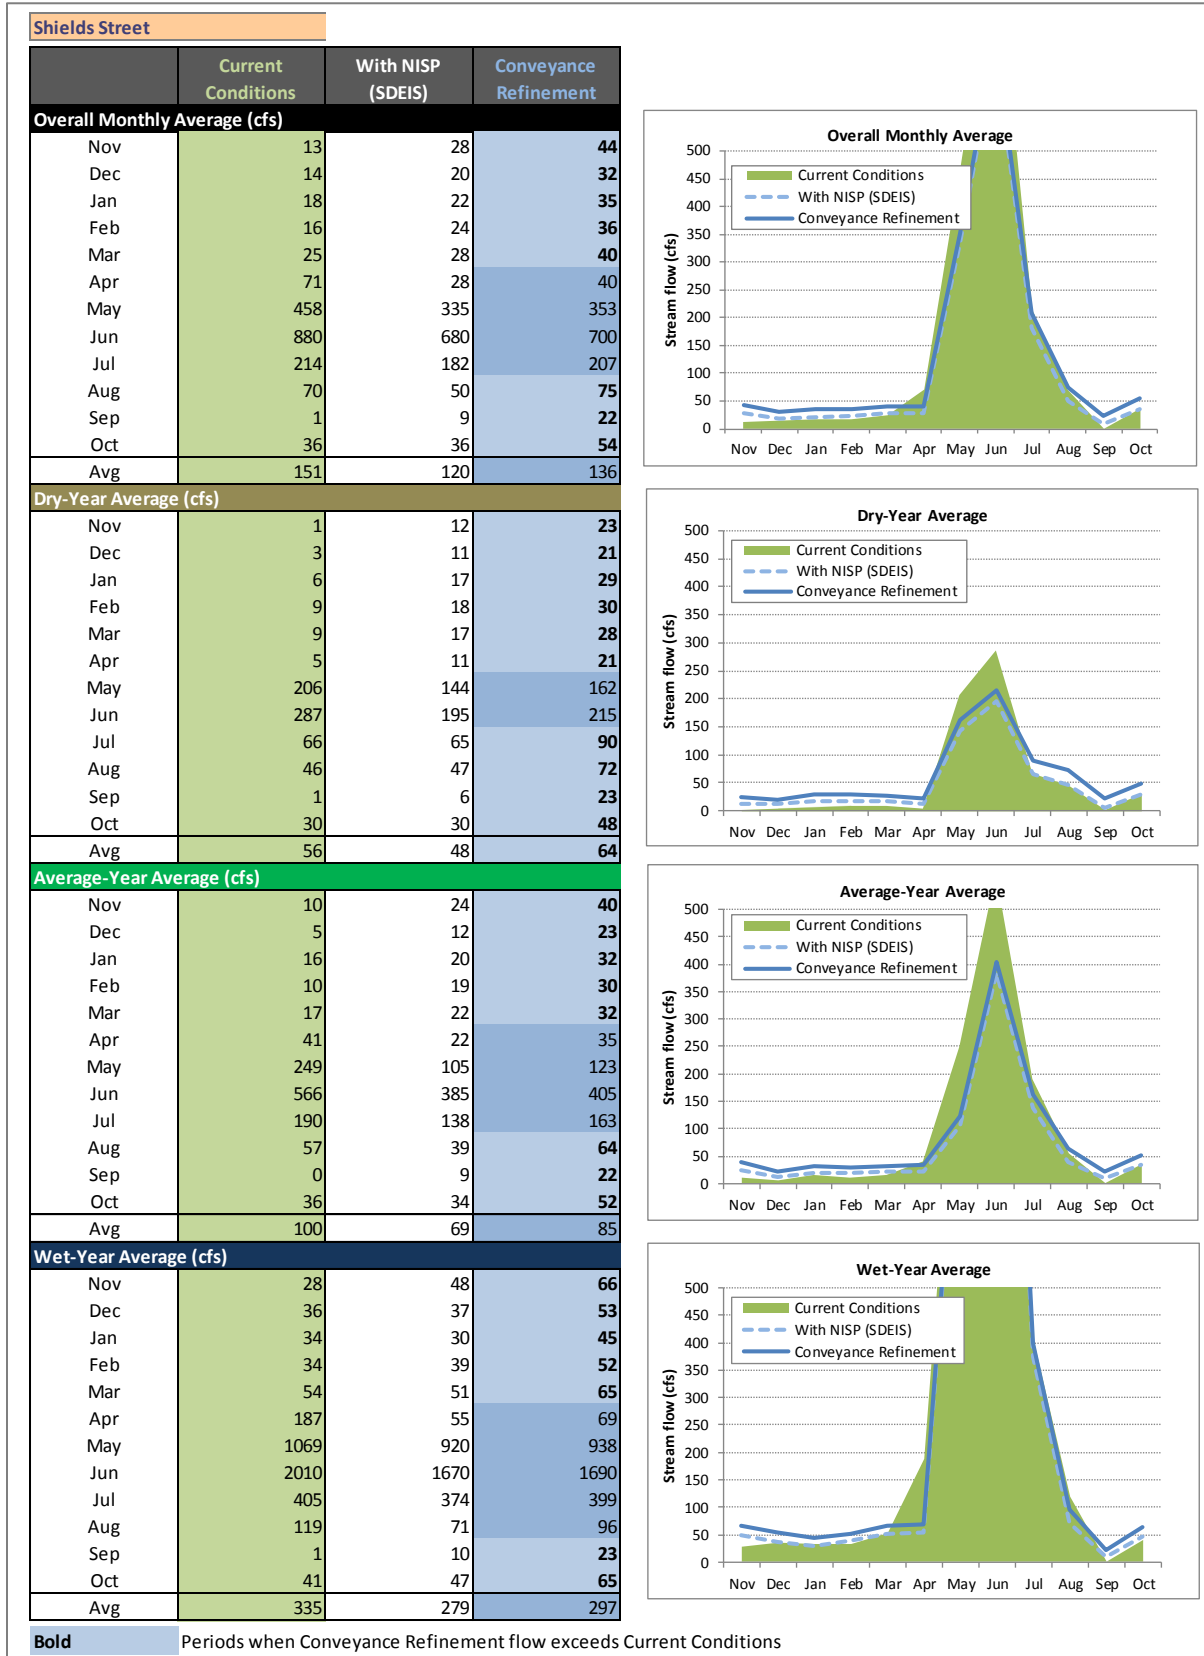 Shields Street
Current Conditions With NISP (SDEIS) Conveyance Refinement
Overall Monthly Average (cfs)
Nov 13 28 44
Dec 14 20 32
Jan 18 22 35
Feb 16 24 36
Mar 25 28 40
Apr 71 28 40
May 458 335 353
Jun 880 680 700
Jul 214 182 207
Aug 70 50 75
Sep 1 9 22
Oct 36 36 54
Avg 151 120 136
Dry-Year Average (cfs)
Nov 1 12 23
Dec 3 11 21
Jan 6 17 29
Feb 9 18 30
Mar 9 17 28
Apr 5 11 21
May 206 144 162
Jun 287 195 215
Jul 66 65 90
Aug 46 47 72
Sep 1 6 23
Oct 30 30 48
Avg 56 48 64
Average-Year Average (cfs)
Nov 10 24 40
Dec 5 12 23
Jan 16 20 32
Feb 10 19 30
Mar 17 22 32
Apr 41 22 35
May 249 105 123
Jun 566 385 405
Jul 190 138 163
Aug 57 39 64
Sep 0 9 22
Oct 36 34 52
Avg 100 69 85
Wet-Year Average (cfs)
Nov 28 48 66
Dec 36 37 53
Jan 34 30 45
Feb 34 39 52
Mar 54 51 65
Apr 187 55 69
May 1069 920 938
Jun 2010 1670 1690
Jul 405 374 399
Aug 119 71 96
Sep 1 10 23
Oct 41 47 65
Avg 335 279 297
Bold Periods when Conveyance Refinement flow exceeds Current Conditions
Overall Monthly Average
Stream flow (cfs)
500
450
400
350
300
250
200
150
100
50
0
Current Conditions
With NISP (SDEIS)
Conveyance Refinement
Nov Dec Jan Feb Mar Apr May Jun Jul Aug Sep Oct
Dry-Year Average
Stream flow (cfs)
500
450
400
350
300
250
200
150
100
50
0
Current Conditions
With NISP (SDEIS)
Conveyance Refinement
Nov Dec Jan Feb Mar Apr May Jun Jul Aug Sep Oct
Average-Year Average
Stream flow (cfs)
500
450
400
350
300
250
200
150
100
50
0
Current Conditions
With NISP (SDEIS)
Conveyance Refinement
Nov Dec Jan Feb Mar Apr May Jun Jul Aug Sep Oct
Wet-Year Average
Stream flow (cfs)
500
450
400
350
300
250
200
150
100
50
0
Current Conditions
With NISP (SDEIS)
Conveyance Refinement
Nov Dec Jan Feb Mar Apr May Jun Jul Aug Sep Oct